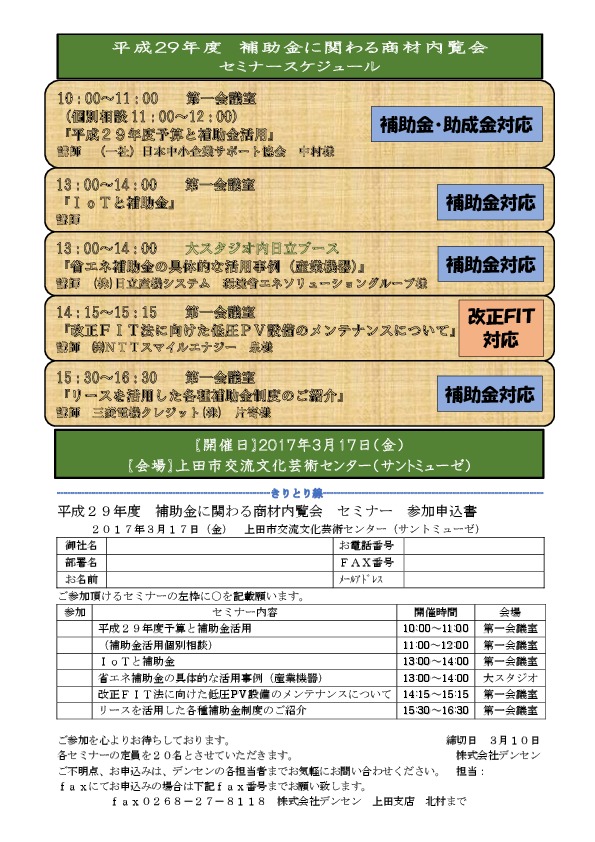 平成29年度　補助金に関わる商材内覧会
セミナースケジュール
10：00～11：00　　第一会議室
（個別相談11：00～12：00）
『平成２９年度予算と補助金活用』
講師　（一社）日本中小企業サポート協会　中村様
補助金・助成金対応
13：00～14：00　　第一会議室
『ＩｏＴと補助金』
講師
補助金対応
13：00～14：00　　大スタジオ内日立ブース
『省エネ補助金の具体的な活用事例（産業機器）』
講師　（株）日立産機システム　環境省エネソリューショングループ様
補助金対応
14：15～15：15　　第一会議室
『改正ＦＩＴ法に向けた低圧ＰＶ設備のメンテナンスについて』
講師　㈱ＮＴＴスマイルエナジー　泉様
改正FIT
対応
15：30～16：30　　第一会議室
『リースを活用した各種補助金制度のご紹介』
講師　三菱電機クレジット（株）　片寄様
補助金対応
〖開催日〗2017年3月17日（金）
〖会場〗上田市交流文化芸術センター（サントミューゼ）
きりとり線
平成２９年度　補助金に関わる商材内覧会　セミナー　参加申込書
２０１７年３月１７日（金）　上田市交流文化芸術センター（サントミューゼ）
御社名　お電話番号
部署名　ＦＡＸ番号
お名前　ﾒｰﾙｱﾄﾞﾚｽ
ご参加頂けるセミナーの左枠に○を記載願います。
参加　セミナー内容　開催時間　会場
平成２９年度予算と補助金活用　10:00～11:00　第一会議室
（補助金活用個別相談）　11:00～12:00　第一会議室
ＩｏＴと補助金　13:00～14:00　第一会議室
省エネ補助金の具体的な活用事例（産業機器）　13:00～14:00　大スタジオ
改正ＦＩＴ法に向けた低圧PV設備のメンテナンスについて　14:15～15:15　第一会議室
リースを活用した各種補助金制度のご紹介　15:30～16:30　第一会議室
ご参加を心よりお待ちしております。　締切日　３月１０日
各セミナーの定員を２０名とさせていただきます。　株式会社デンセン
ご不明点、お申込みは、デンセンの各担当者までお気軽にお問い合わせください。　担当：
ｆａｘにてお申込みの場合は下記ｆａｘ番号までお願い致します。
ｆａｘ０２６８－２７－８１１８　株式会社デンセン　上田支店　北村まで